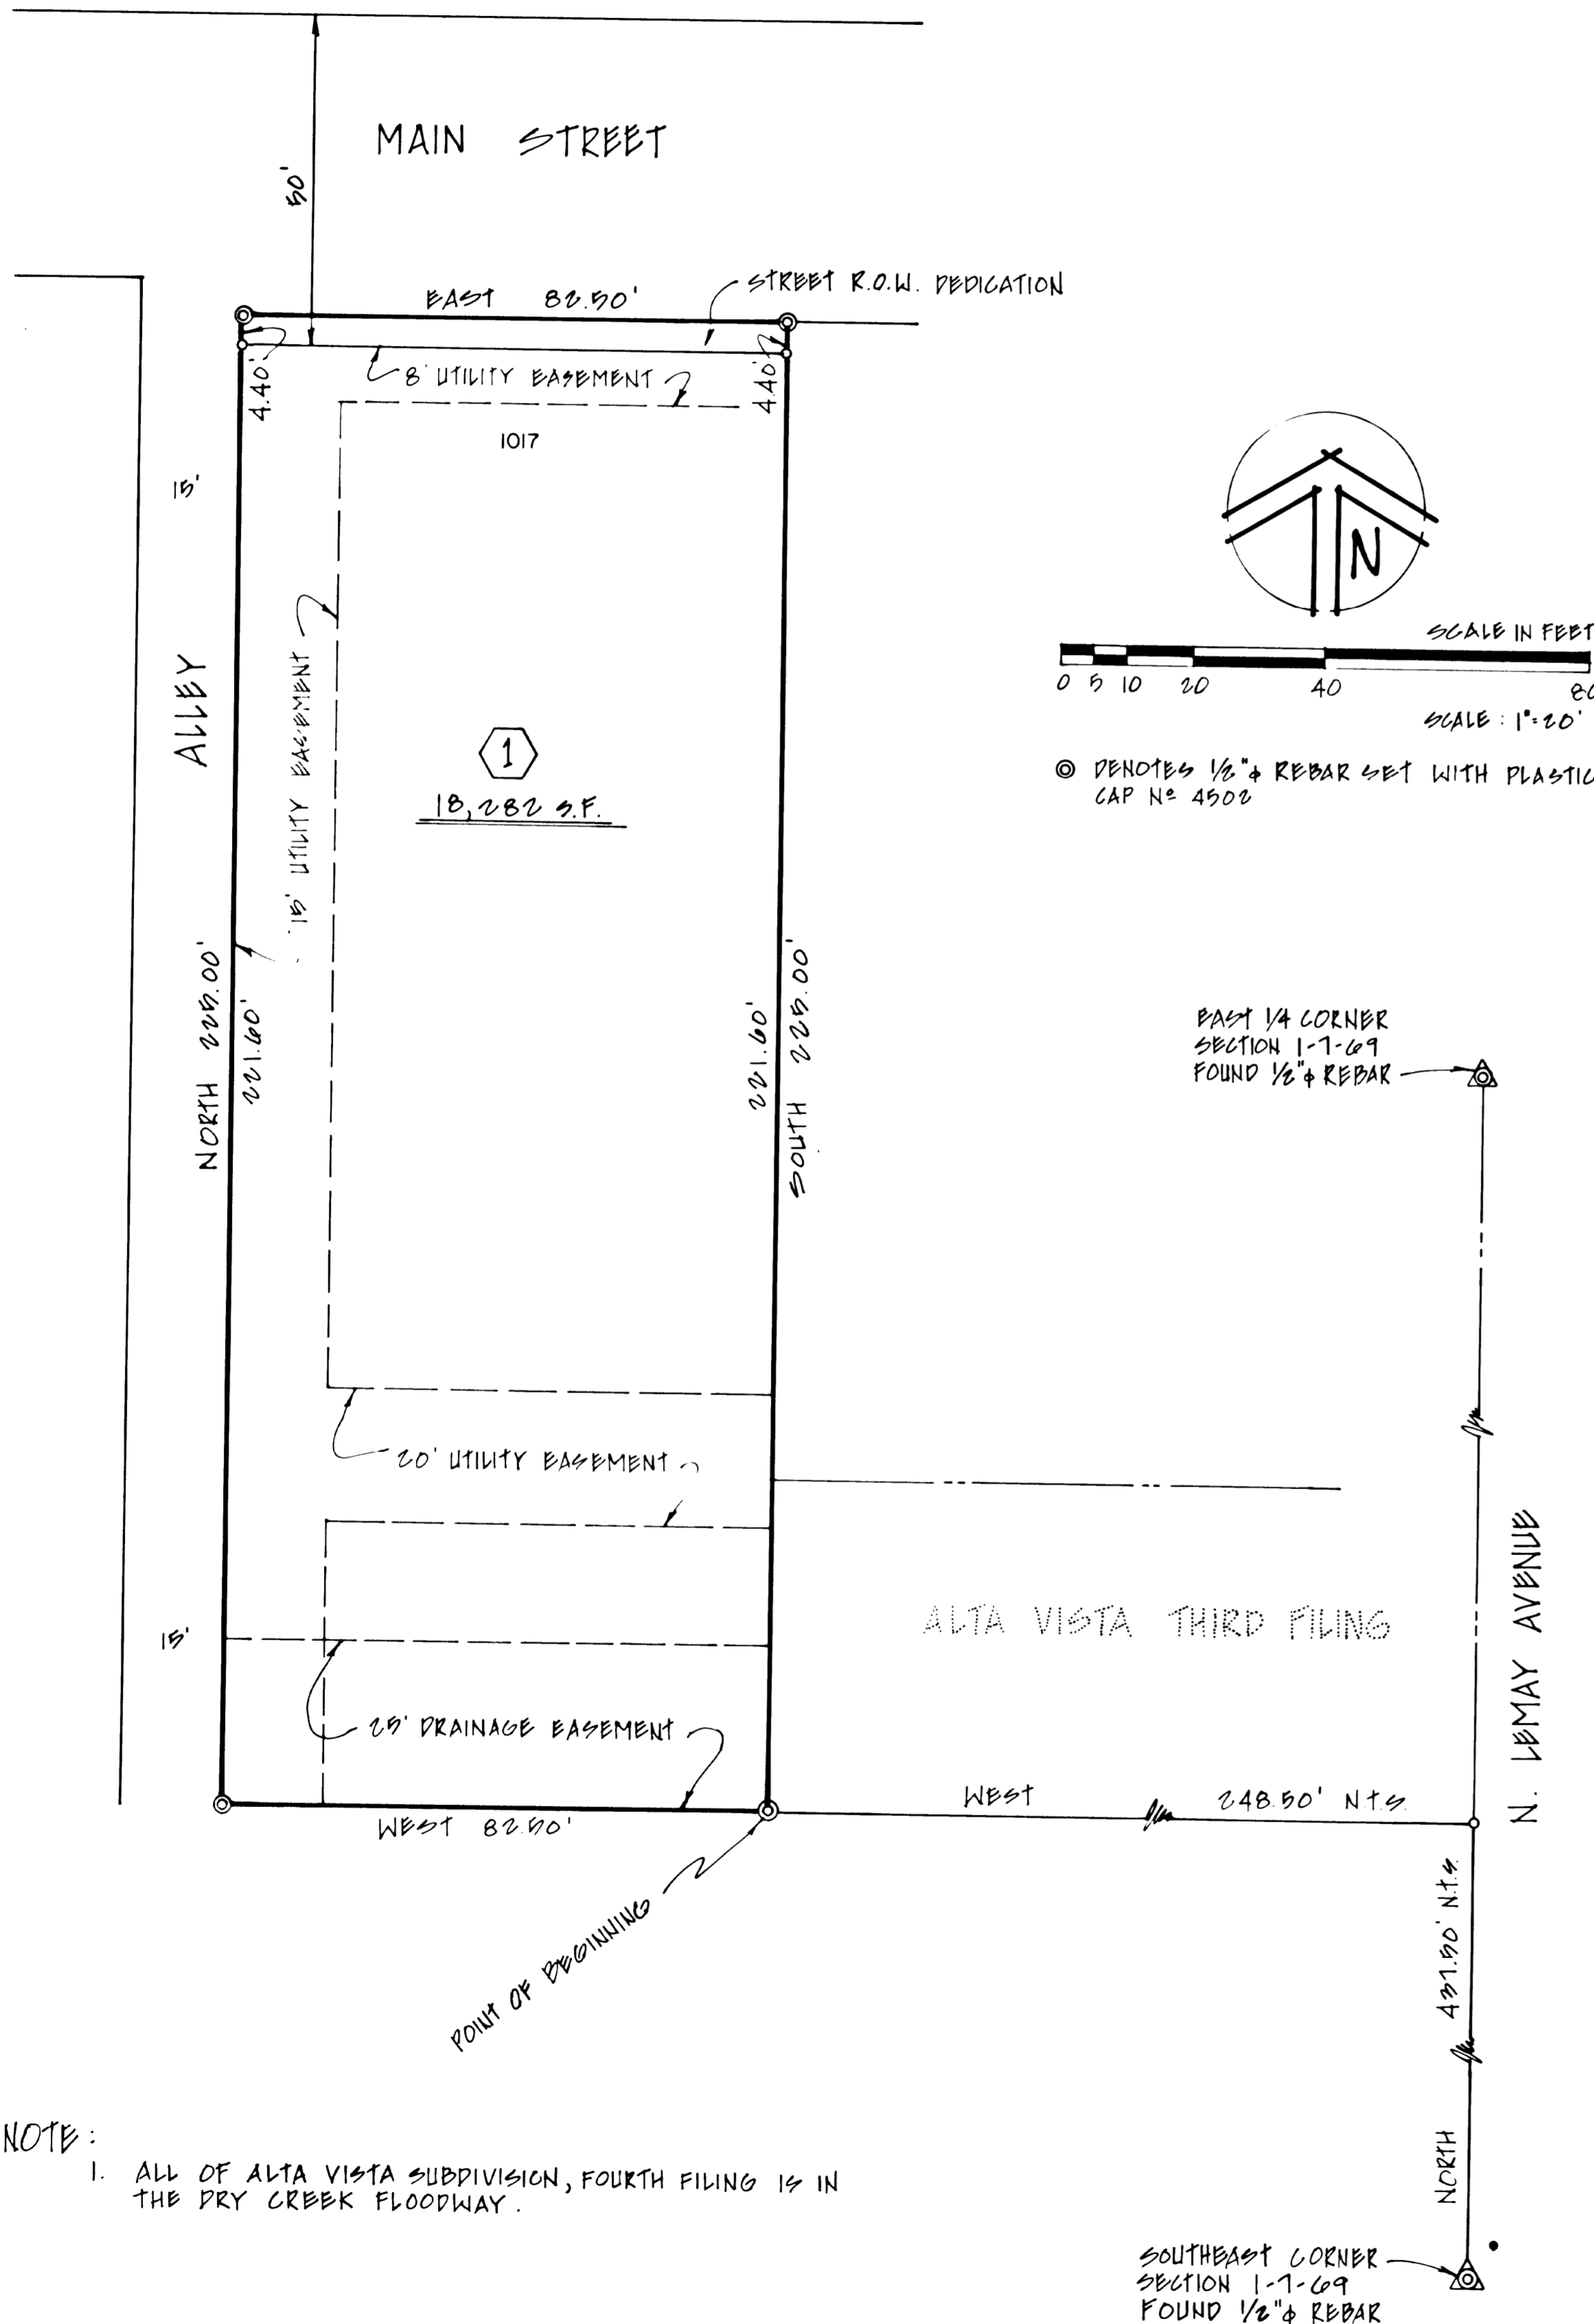 MAIN STREET
50'
STREET R.O.W. DEDICATION
EAST 82.50'
4.40'
8' UTILITY EASEMENT
4.40'
1017
15'
N
SCALE IN FEET
0 5 10 20 40 80
SCALE : 1"=20'
ALLEY
15' UTILITY EASEMENT
1
18,282 S.F.
DENOTES 1/2"ϕ REBAR SET WITH PLASTIC
CAP Nº 4502
NORTH 225.00'
221.60'
221.60'
SOUTH 225.00'
EAST 1/4 CORNER
SECTION 1-7-69
FOUND 1/2"ϕ REBAR
20' UTILITY EASEMENT
ALTA VISTA THIRD FILING
N. LEMAY AVENUE
15'
25' DRAINAGE EASEMENT
WEST 82.50'
WEST 248.50' N.T.S.
POINT OF BEGINNING
NORTH 437.50' N.T.S.
NOTE :
1. ALL OF ALTA VISTA SUBDIVISION, FOURTH FILING IS IN
THE DRY CREEK FLOODWAY.
SOUTHEAST CORNER
SECTION 1-7-69
FOUND 1/2"ϕ REBAR